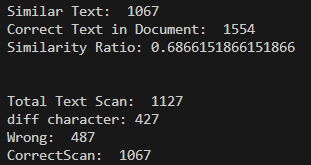 Similar Text:  1067
Correct Text in Document:  1554
Similarity Ratio: 0.6866151866151866
Total Text Scan:  1127
diff character: 427
Wrong:  487
CorrectScan:  1067